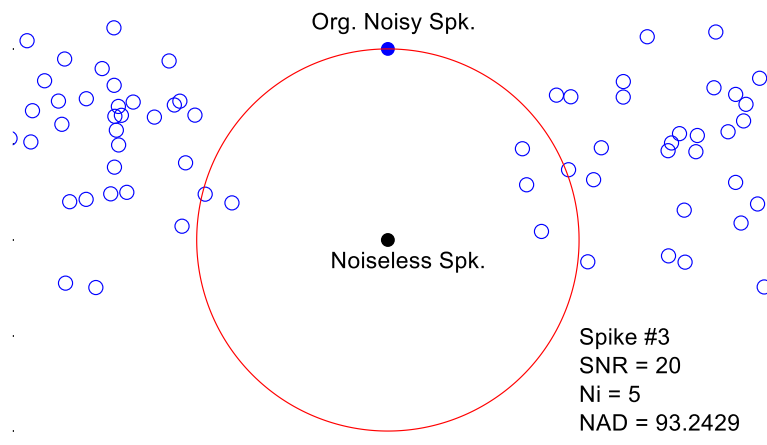 Org. Noisy Spk.
Noiseless Spk.
Spike #3
SNR = 20
Ni = 5
NAD = 93.2429